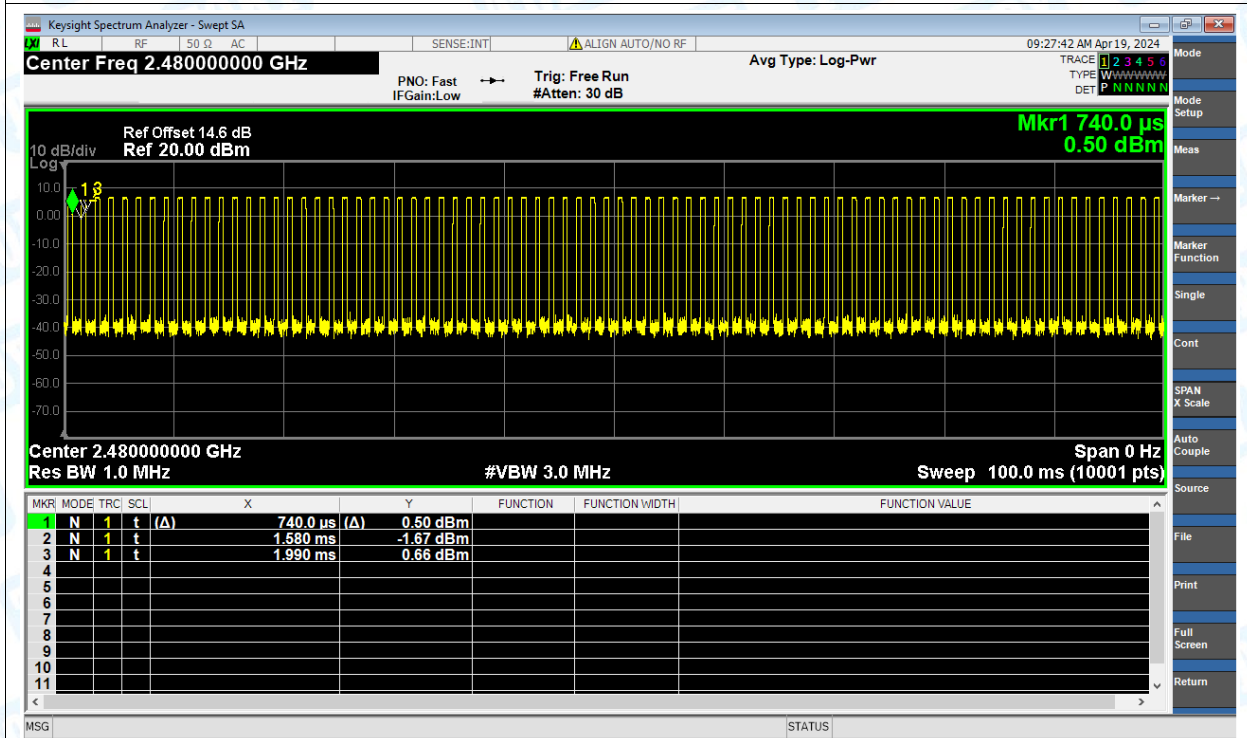 Keysight Spectrum Analyzer - Swept SA
LXI RL RF 50 Ω AC SENSE:INT ALIGN AUTO/NO RF 09:27:42 AM Apr 19, 2024
Center Freq 2.480000000 GHz Avg Type: Log-Pwr TRACE 1 2 3 4 5 6
PNO: Fast Trig: Free Run TYPE WWWWWW
IFGain:Low #Atten: 30 dB DET P N N N N N
Mkr1 740.0 µs
Ref Offset 14.6 dB
10 dB/div Ref 20.00 dBm 0.50 dBm
Log
10.0
1 3
0.00
-10.0
-20.0
-30.0
-40.0
-50.0
-60.0
-70.0
Center 2.480000000 GHz Span 0 Hz
Res BW 1.0 MHz #VBW 3.0 MHz Sweep 100.0 ms (10001 pts)
MKR MODE TRC SCL X Y FUNCTION FUNCTION WIDTH FUNCTION VALUE
1 N 1 t (Δ) 740.0 µs (Δ) 0.50 dBm
2 N 1 t 1.580 ms -1.67 dBm
3 N 1 t 1.990 ms 0.66 dBm
4
5
6
7
8
9
10
11
MSG STATUS
Mode
Mode Setup
Meas
Marker →
Marker Function
Single
Cont
SPAN X Scale
Auto Couple
Source
File
Print
Full Screen
Return